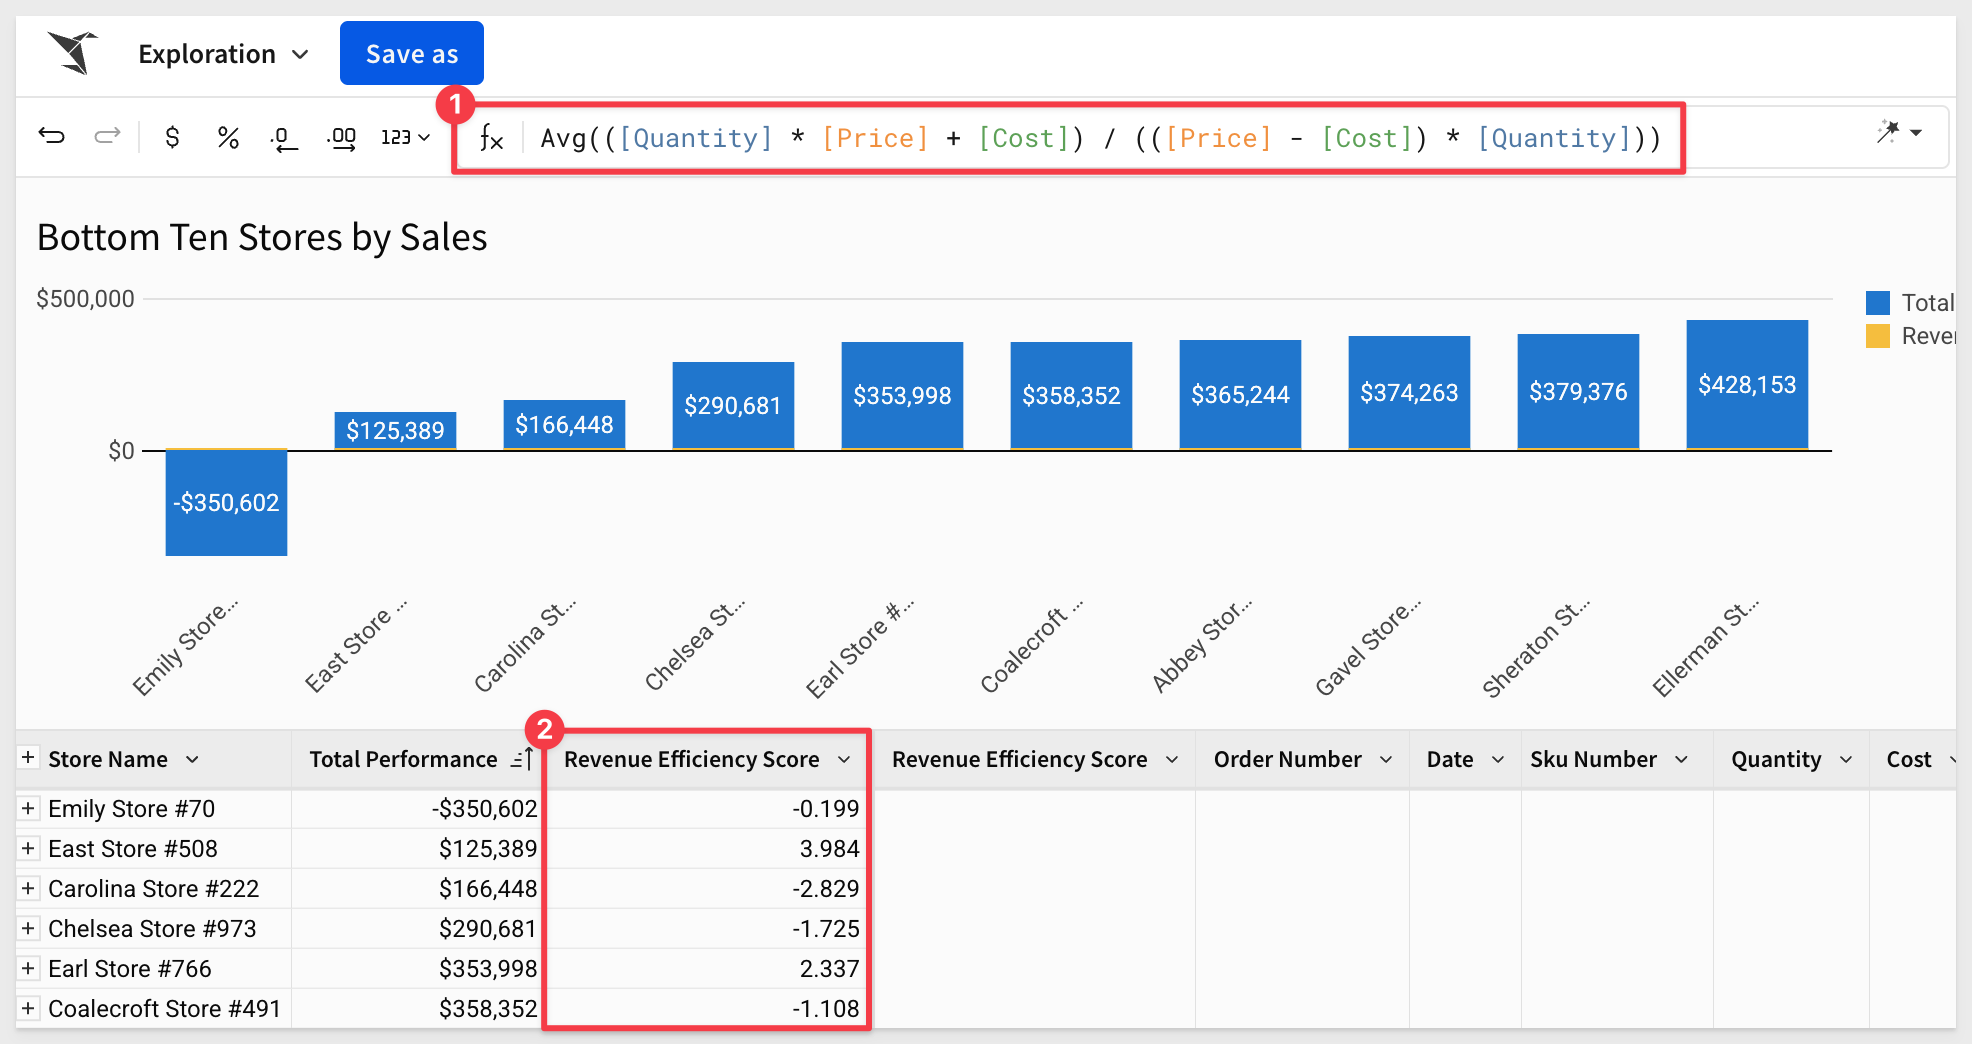 Exploration
Save as
$ % .0 .00 123
1
fx Avg(([Quantity] * [Price] + [Cost]) / (([Price] - [Cost]) * [Quantity]))
Bottom Ten Stores by Sales
$500,000
$0
-$350,602
$125,389
$166,448
$290,681
$353,998
$358,352
$365,244
$374,263
$379,376
$428,153
Total
Rever
Emily Store...
East Store ...
Carolina St...
Chelsea St...
Earl Store #...
Coalecroft ...
Abbey Stor...
Gavel Store...
Sheraton St...
Ellerman St...
2
+ Store Name Total Performance Revenue Efficiency Score Revenue Efficiency Score Order Number Date Sku Number Quantity Cost
+ Emily Store #70 -$350,602 -0.199
+ East Store #508 $125,389 3.984
+ Carolina Store #222 $166,448 -2.829
+ Chelsea Store #973 $290,681 -1.725
+ Earl Store #766 $353,998 2.337
+ Coalecroft Store #491 $358,352 -1.108